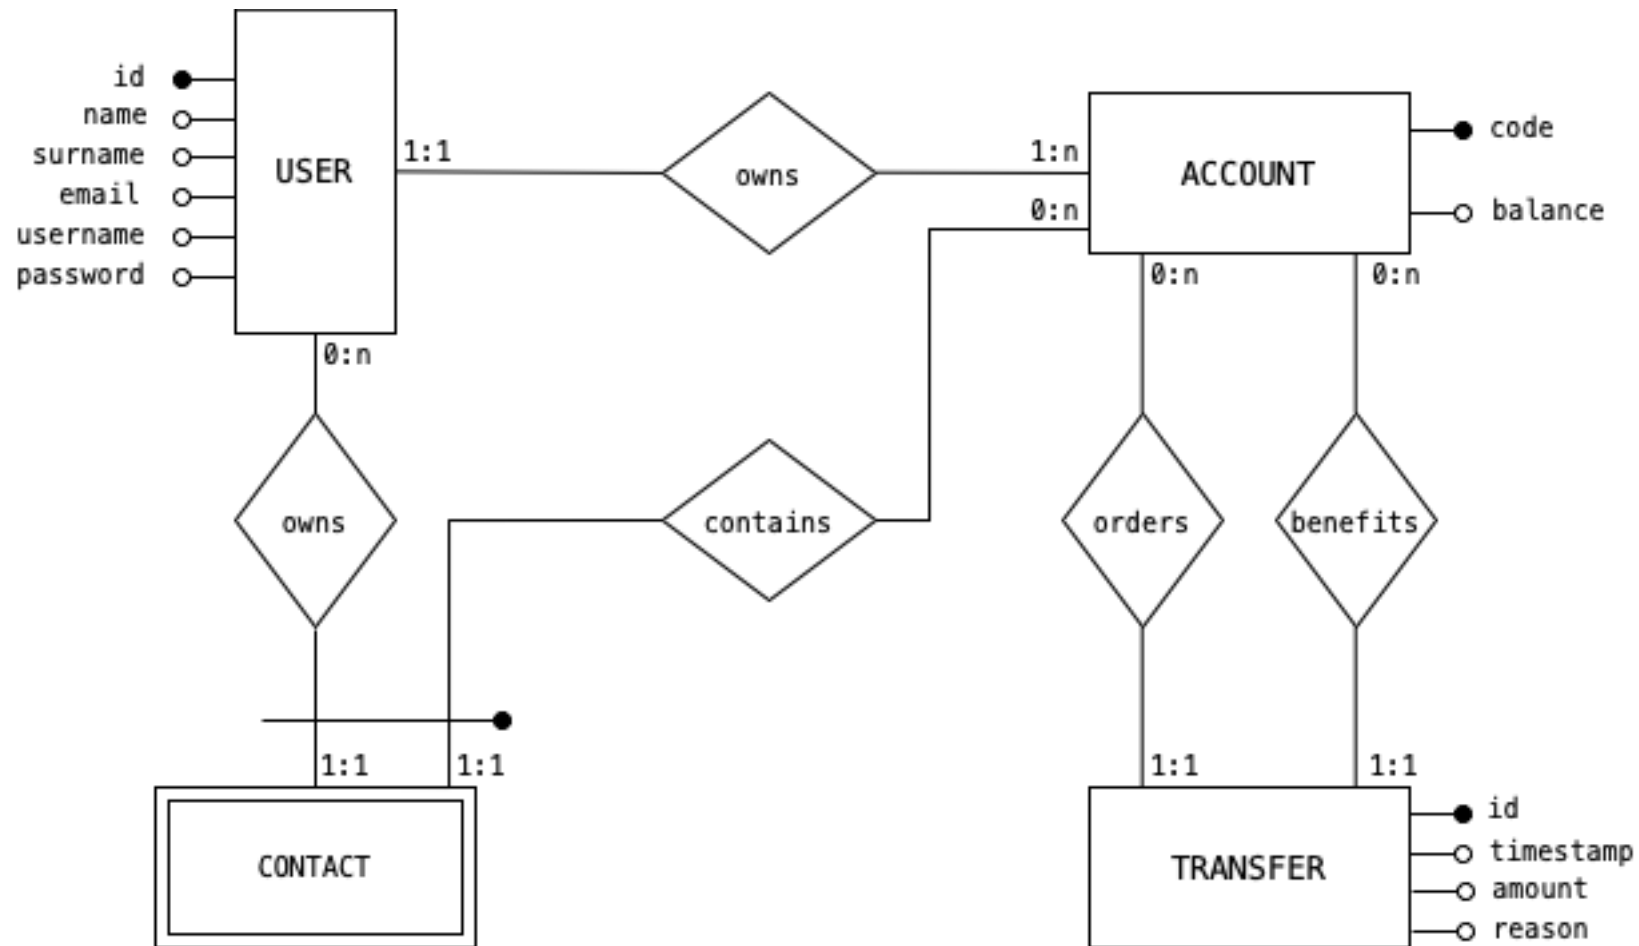 id
name
surname
email
username
password
USER
1:1
owns
1:n
0:n
ACCOUNT
code
balance
0:n
0:n
0:n
owns
contains
orders
benefits
1:1
1:1
1:1
1:1
CONTACT
TRANSFER
id
timestamp
amount
reason